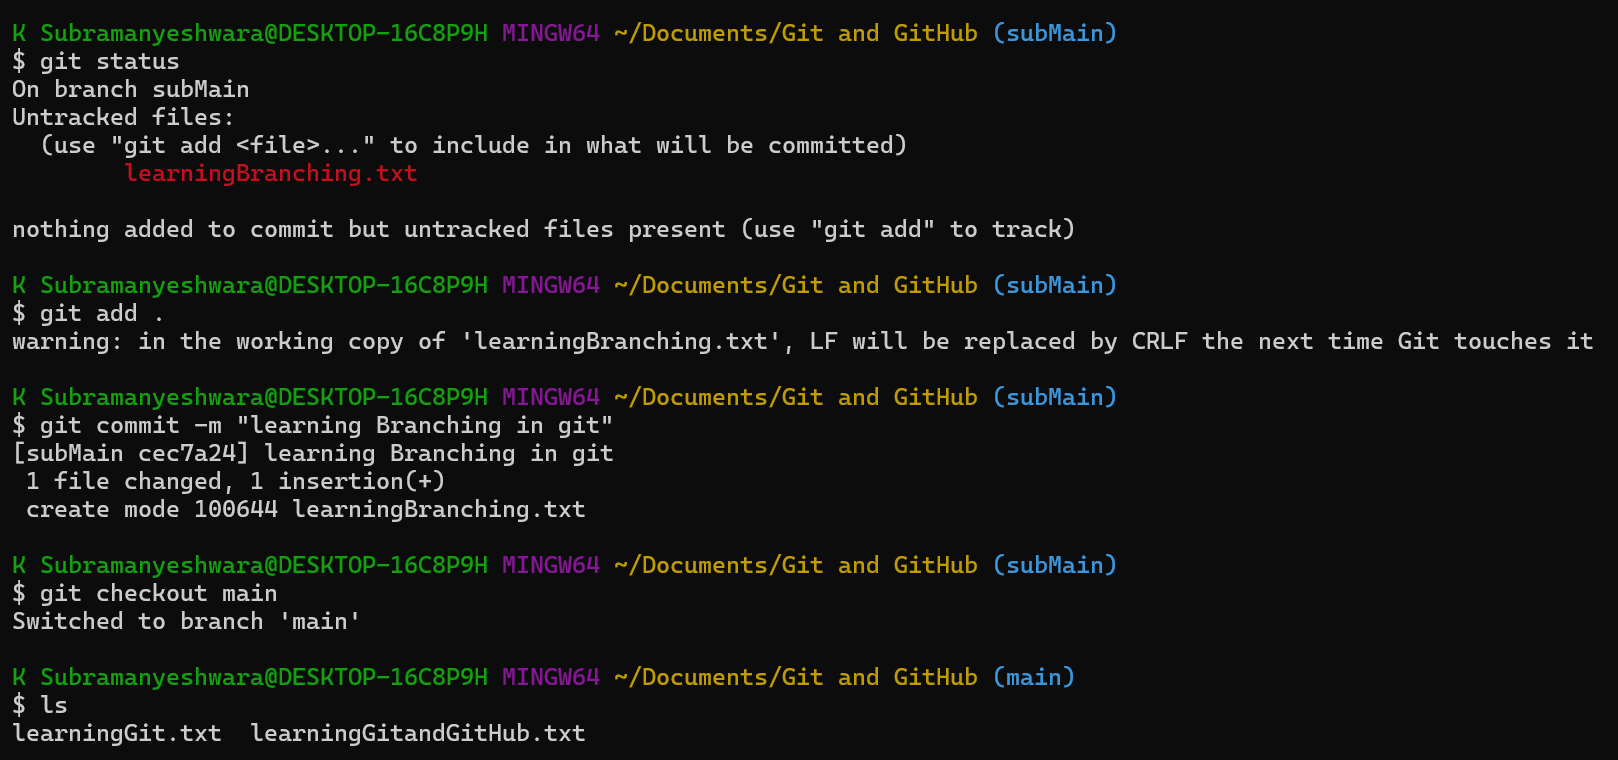 K Subramanyeshwara@DESKTOP-16C8P9H MINGW64 ~/Documents/Git and GitHub (subMain)
$ git status
On branch subMain
Untracked files:
  (use "git add <file>..." to include in what will be committed)
        learningBranching.txt

nothing added to commit but untracked files present (use "git add" to track)

K Subramanyeshwara@DESKTOP-16C8P9H MINGW64 ~/Documents/Git and GitHub (subMain)
$ git add .
warning: in the working copy of 'learningBranching.txt', LF will be replaced by CRLF the next time Git touches it

K Subramanyeshwara@DESKTOP-16C8P9H MINGW64 ~/Documents/Git and GitHub (subMain)
$ git commit -m "learning Branching in git"
[subMain cec7a24] learning Branching in git
 1 file changed, 1 insertion(+)
 create mode 100644 learningBranching.txt

K Subramanyeshwara@DESKTOP-16C8P9H MINGW64 ~/Documents/Git and GitHub (subMain)
$ git checkout main
Switched to branch 'main'

K Subramanyeshwara@DESKTOP-16C8P9H MINGW64 ~/Documents/Git and GitHub (main)
$ ls
learningGit.txt  learningGitandGitHub.txt